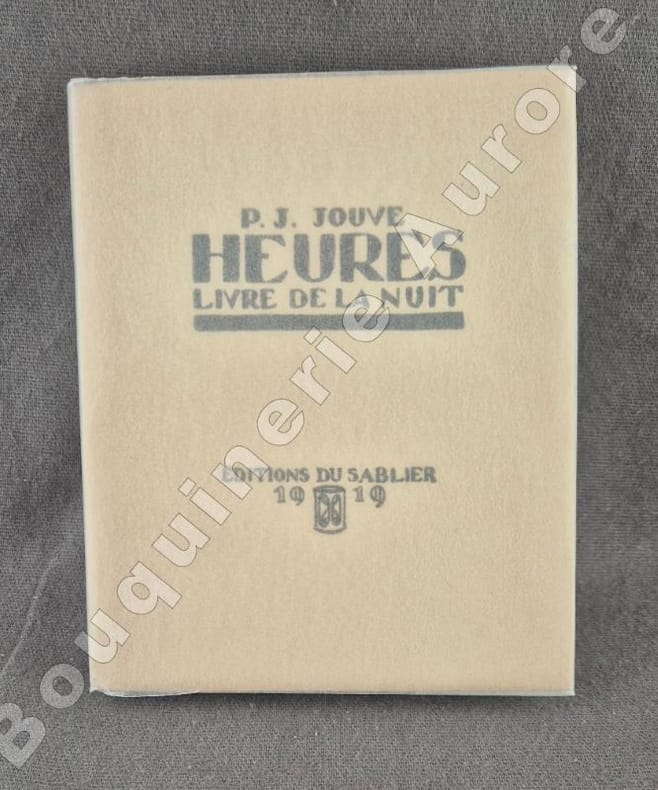 P. J. JOUVE
HEURES
LIVRE DE LA NUIT
EDITIONS DU SABLIER
19 19
Bouquinerie Aurore